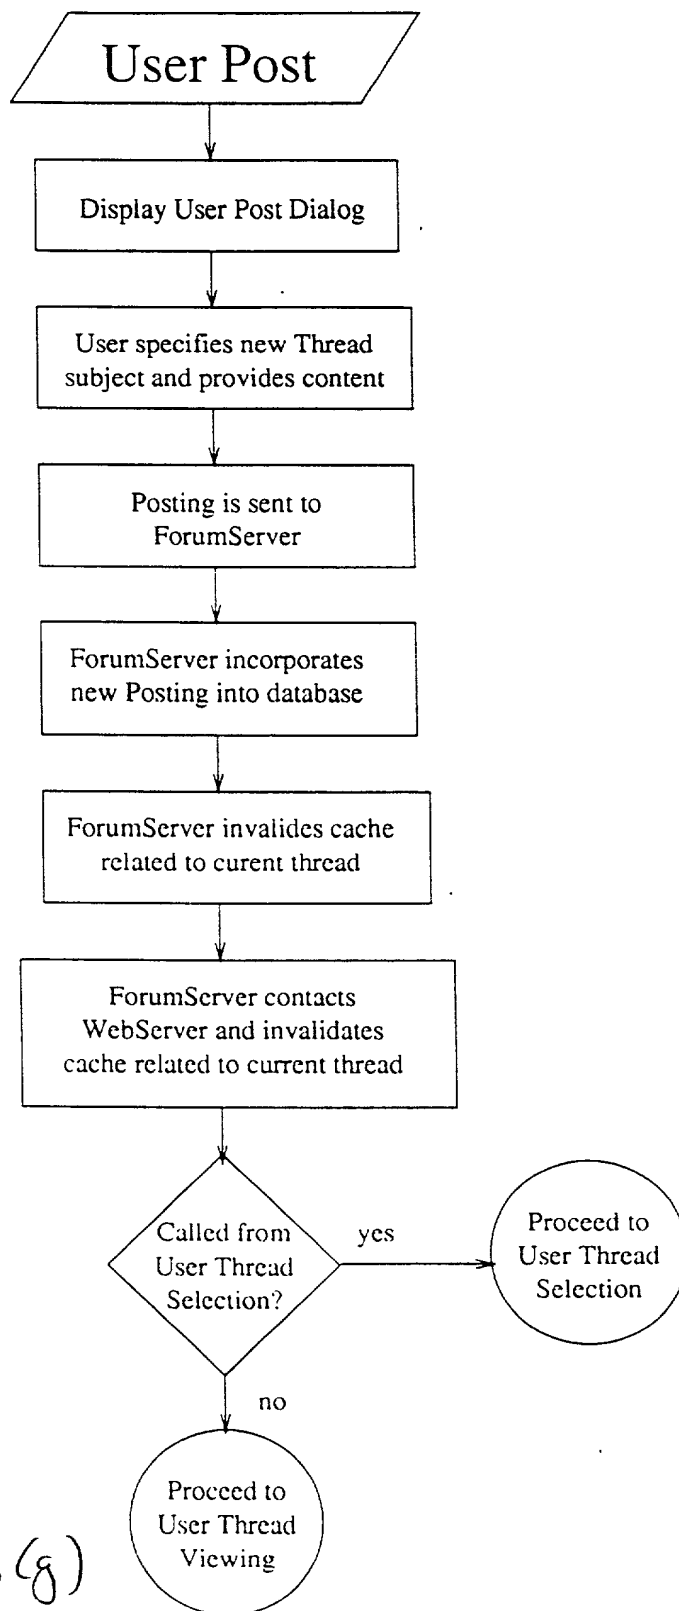 User Post
Display User Post Dialog
User specifies new Thread
subject and provides content
Posting is sent to
ForumServer
ForumServer incorporates
new Posting into database
ForumServer invalides cache
related to curent thread
ForumServer contacts
WebServer and invalidates
cache related to current thread
Called from
User Thread
Selection?
yes
Proceed to
User Thread
Selection
no
Proceed to
User Thread
Viewing
(g)